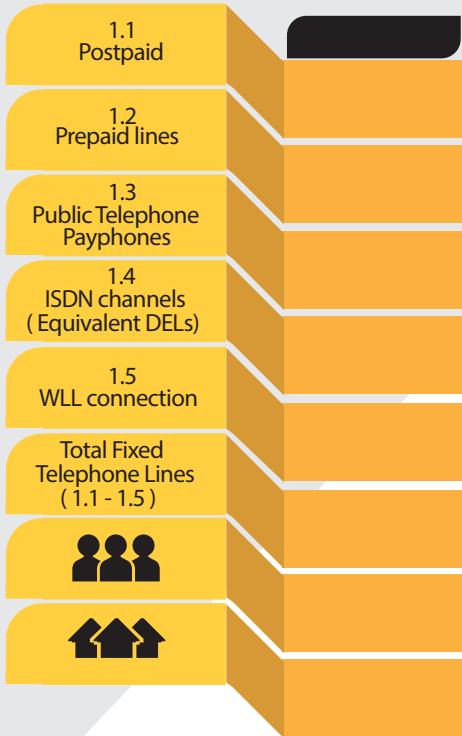 1.1
Postpaid
1.2
Prepaid lines
1.3
Public Telephone
Payphones
1.4
ISDN channels
( Equivalent DELs)
1.5
WLL connection
Total Fixed
Telephone Lines
( 1.1 - 1.5 )